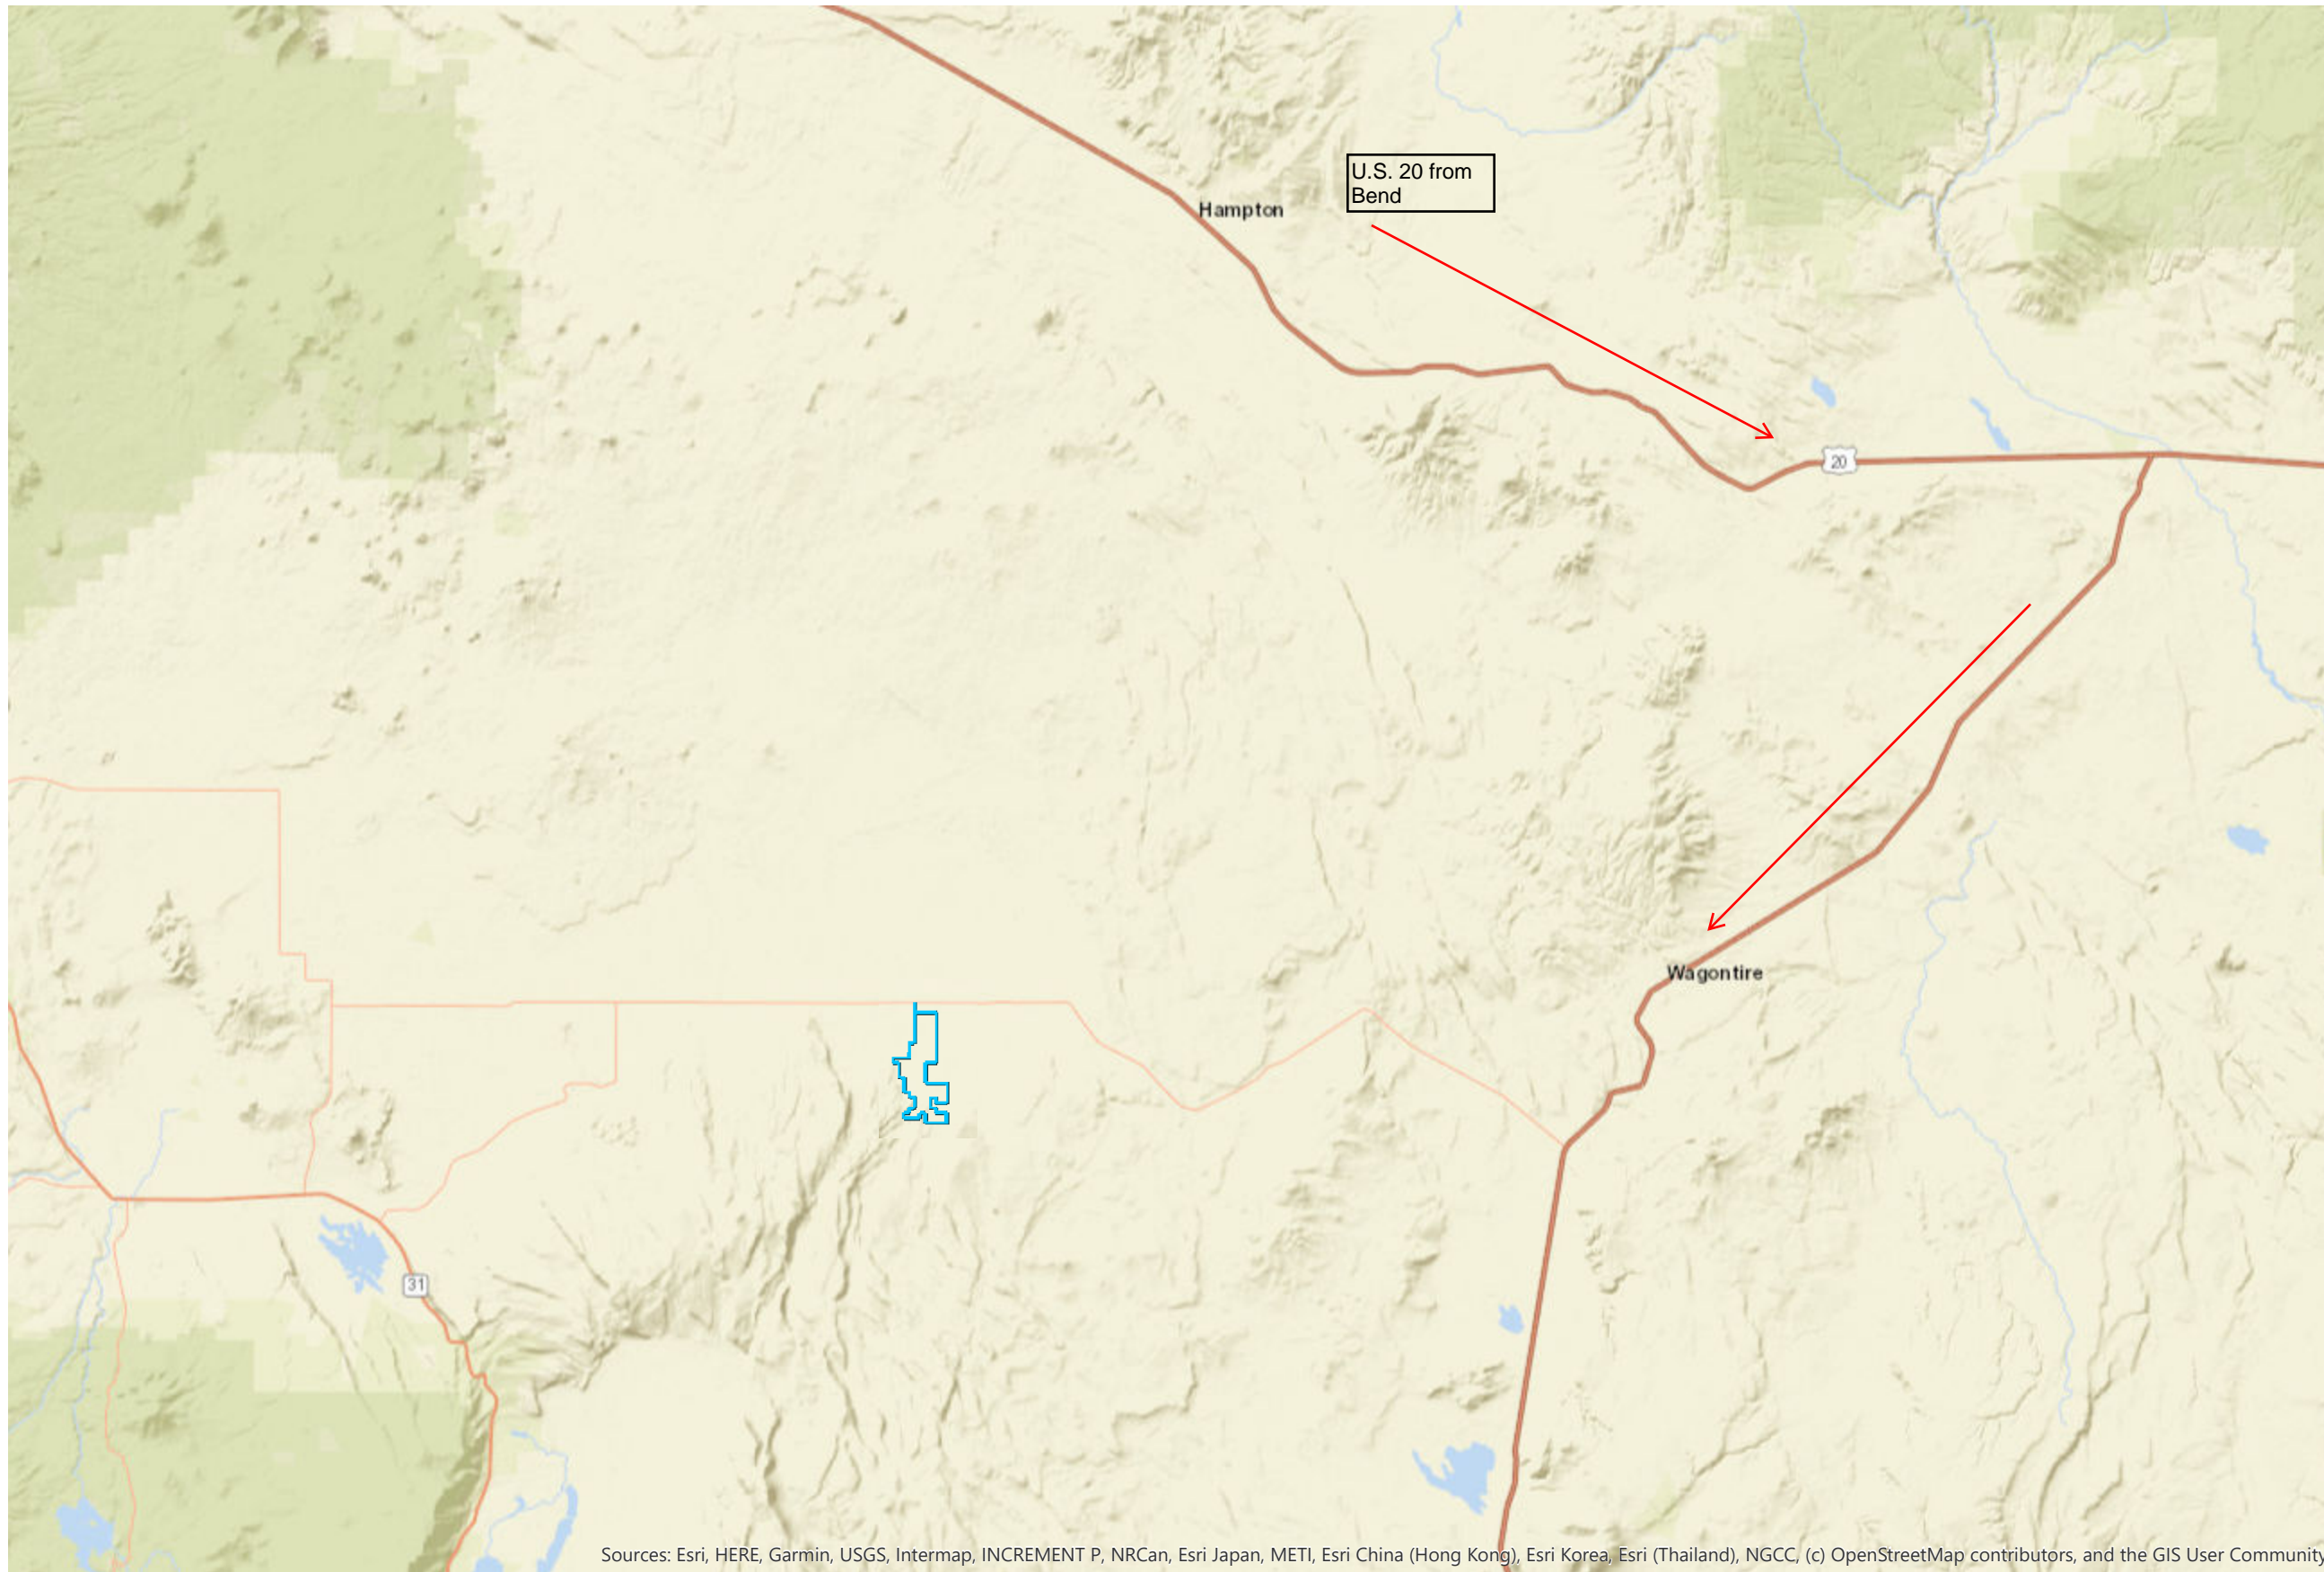 U.S. 20 from
Bend
Hampton
20
Wagontire
31
Sources: Esri, HERE, Garmin, USGS, Intermap, INCREMENT P, NRCan, Esri Japan, METI, Esri China (Hong Kong), Esri Korea, Esri (Thailand), NGCC, (c) OpenStreetMap contributors, and the GIS User Community